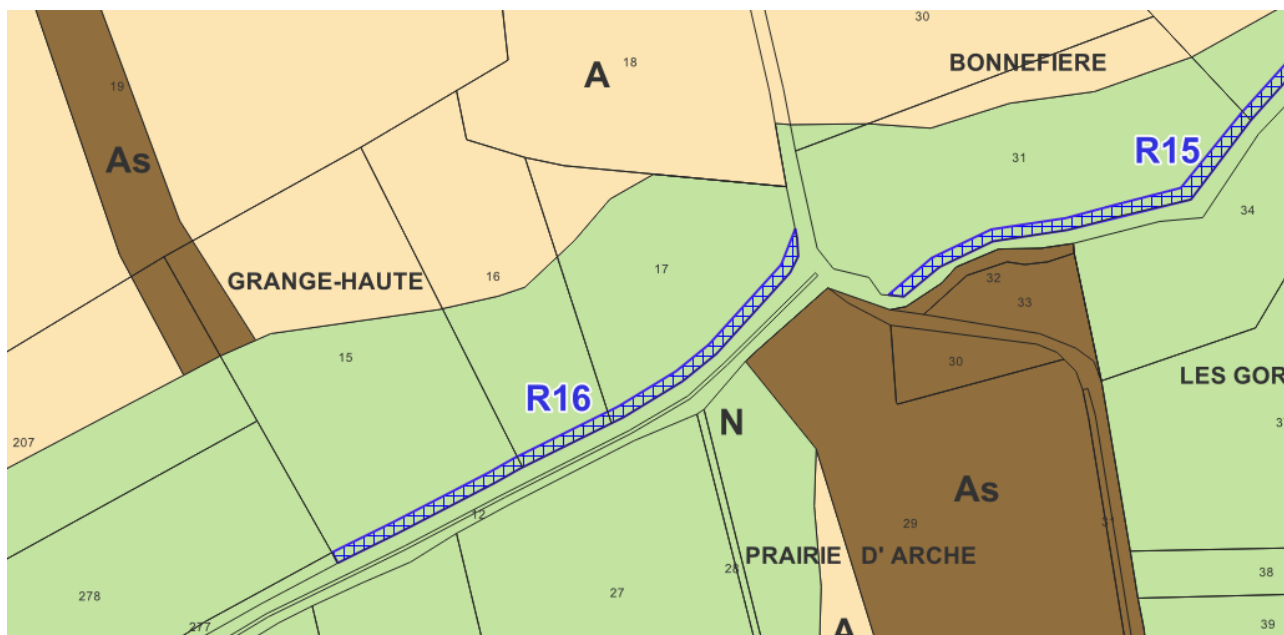 30
18
A
BONNEFIERE
19
As
R15
31
34
17
16
GRANGE-HAUTE
32
33
15
30
LES GOR
R16
N
207
As
12
29
31
PRAIRIE D' ARCHE
28
38
27
278
277
39
A